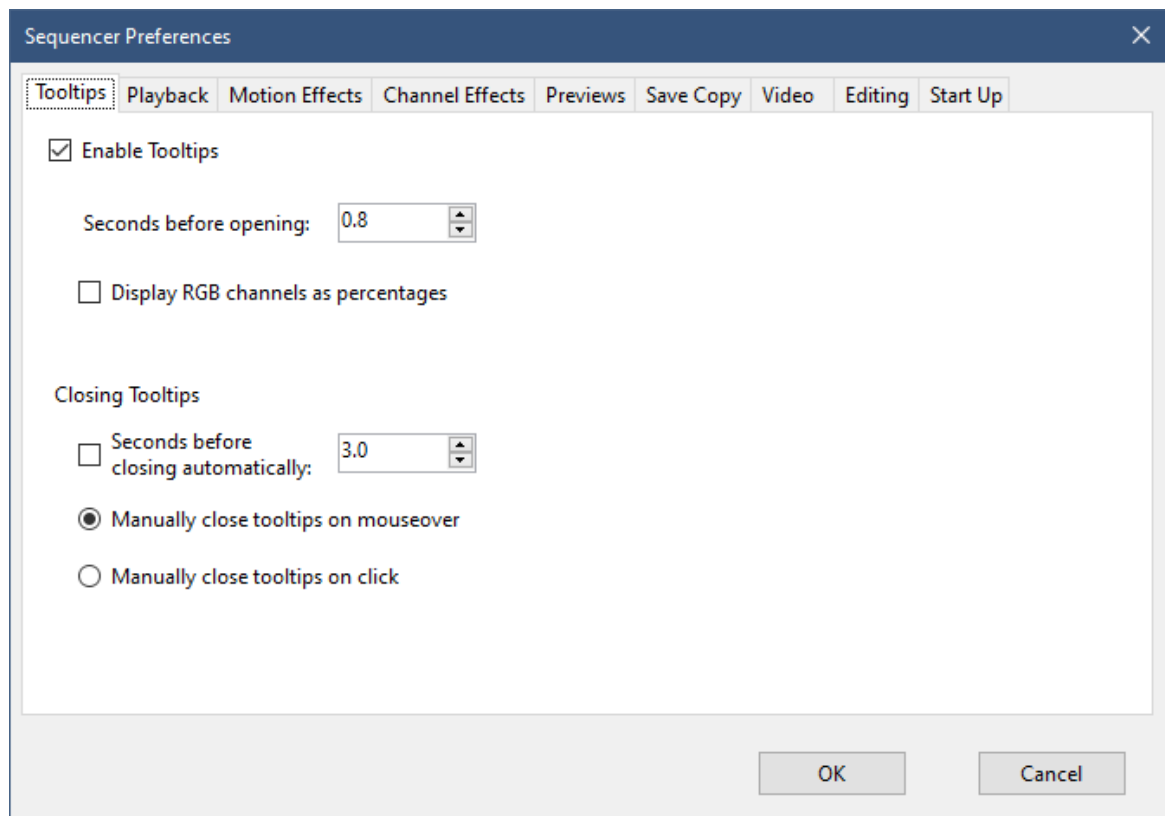 Sequencer Preferences
Tooltips Playback Motion Effects Channel Effects Previews Save Copy Video Editing Start Up
Enable Tooltips
Seconds before opening: 0.8
Display RGB channels as percentages
Closing Tooltips
Seconds before
closing automatically: 3.0
Manually close tooltips on mouseover
Manually close tooltips on click
OK Cancel